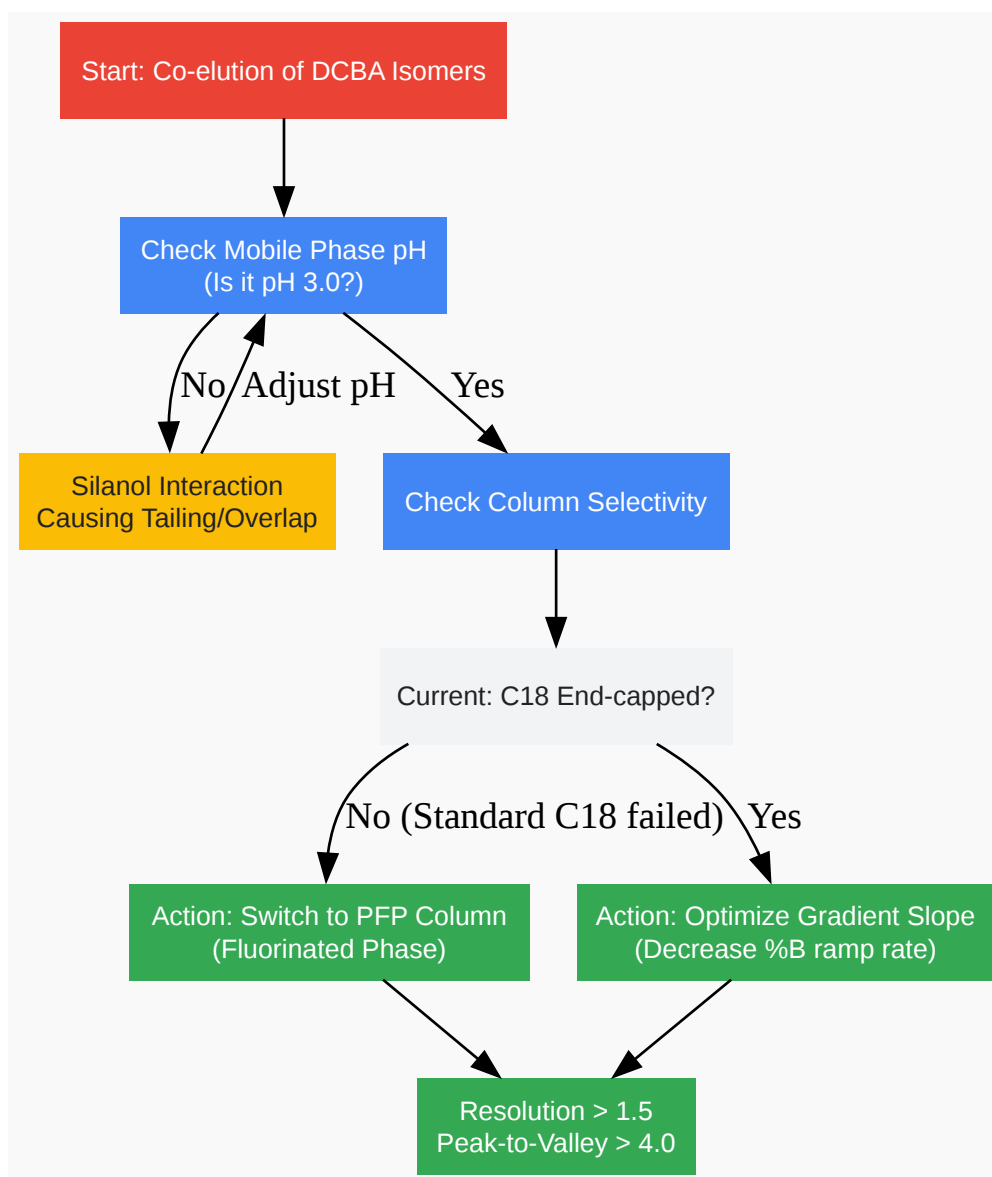 Start: Co-elution of DCBA Isomers
Check Mobile Phase pH
(Is it pH 3.0?)
No
Adjust pH
Yes
Silanol Interaction
Causing Tailing/Overlap
Check Column Selectivity
Current: C18 End-capped?
No (Standard C18 failed)
Yes
Action: Switch to PFP Column
(Fluorinated Phase)
Action: Optimize Gradient Slope
(Decrease %B ramp rate)
Resolution > 1.5
Peak-to-Valley > 4.0